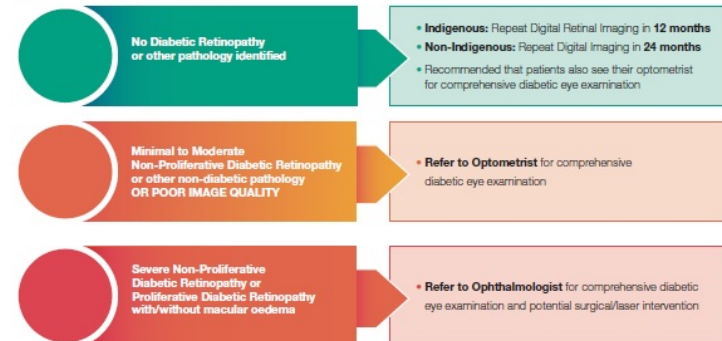 No Diabetic Retinopathy
or other pathology identified
• Indigenous: Repeat Digital Retinal Imaging in 12 months
• Non-Indigenous: Repeat Digital Imaging in 24 months
• Recommended that patients also see their optometrist
for comprehensive diabetic eye examination
Minimal to Moderate
Non-Proliferative Diabetic Retinopathy
or other non-diabetic pathology
OR POOR IMAGE QUALITY
• Refer to Optometrist for comprehensive
diabetic eye examination
Severe Non-Proliferative
Diabetic Retinopathy or
Proliferative Diabetic Retinopathy
with/without macular oedema
• Refer to Ophthalmologist for comprehensive diabetic
eye examination and potential surgical/laser intervention